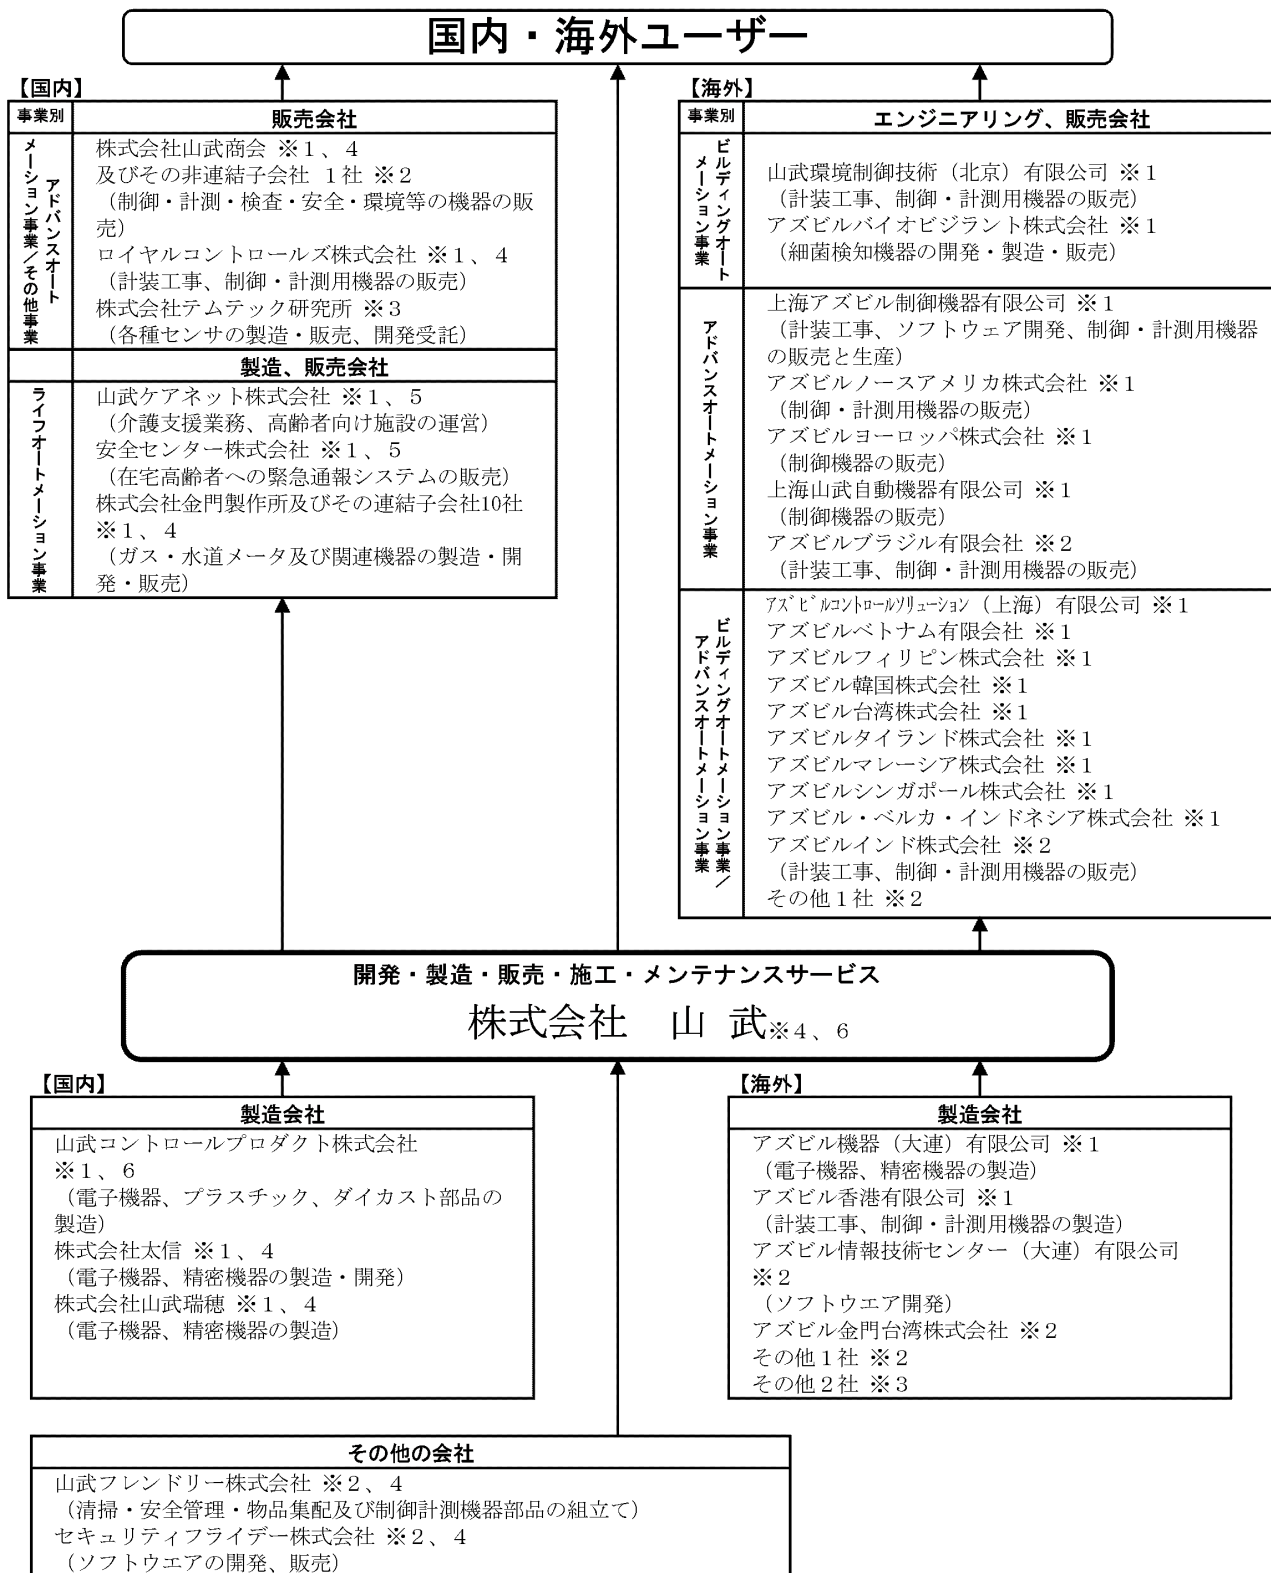 国内・海外ユーザー
【国内】
事業別
販売会社
アドバンスオート
メーション事業／その他事業
株式会社山武商会 ※１、４
及びその非連結子会社 １社 ※２
（制御・計測・検査・安全・環境等の機器の販
売）
ロイヤルコントロールズ株式会社 ※１、４
（計装工事、制御・計測用機器の販売）
株式会社テムテック研究所 ※３
（各種センサの製造・販売、開発受託）
製造、販売会社
ライフオートメーション事業
山武ケアネット株式会社 ※１、５
（介護支援業務、高齢者向け施設の運営）
安全センター株式会社 ※１、５
（在宅高齢者への緊急通報システムの販売）
株式会社金門製作所及びその連結子会社10社
※１、４
（ガス・水道メータ及び関連機器の製造・開
発・販売）
【海外】
事業別
エンジニアリング、販売会社
ビルディングオート
メーション事業
山武環境制御技術（北京）有限公司 ※１
（計装工事、制御・計測用機器の販売）
アズビルバイオビジラント株式会社 ※１
（細菌検知機器の開発・製造・販売）
アドバンスオートメーション事業
上海アズビル制御機器有限公司 ※１
（計装工事、ソフトウェア開発、制御・計測用機器
の販売と生産）
アズビルノースアメリカ株式会社 ※１
（制御・計測用機器の販売）
アズビルヨーロッパ株式会社 ※１
（制御機器の販売）
上海山武自動機器有限公司 ※１
（制御機器の販売）
アズビルブラジル有限会社 ※２
（計装工事、制御・計測用機器の販売）
ビルディングオートメーション事業／
アドバンスオートメーション事業
ｱｽﾞﾋﾞﾙｺﾝﾄﾛｰﾙｿﾘｭｰｼｮﾝ（上海）有限公司 ※１
アズビルベトナム有限会社 ※１
アズビルフィリピン株式会社 ※１
アズビル韓国株式会社 ※１
アズビル台湾株式会社 ※１
アズビルタイランド株式会社 ※１
アズビルマレーシア株式会社 ※１
アズビルシンガポール株式会社 ※１
アズビル・ベルカ・インドネシア株式会社 ※１
アズビルインド株式会社 ※２
（計装工事、制御・計測用機器の販売）
その他１社 ※２
開発・製造・販売・施工・メンテナンスサービス
株式会社　山 武※４、６
【国内】
製造会社
山武コントロールプロダクト株式会社
※１、６
（電子機器、プラスチック、ダイカスト部品の
製造）
株式会社太信 ※１、４
（電子機器、精密機器の製造・開発）
株式会社山武瑞穂 ※１、４
（電子機器、精密機器の製造）
【海外】
製造会社
アズビル機器（大連）有限公司 ※１
（電子機器、精密機器の製造）
アズビル香港有限公司 ※１
（計装工事、制御・計測用機器の製造）
アズビル情報技術センター（大連）有限公司
※２
（ソフトウエア開発）
アズビル金門台湾株式会社 ※２
その他１社 ※２
その他２社 ※３
その他の会社
山武フレンドリー株式会社 ※２、４
（清掃・安全管理・物品集配及び制御計測機器部品の組立て）
セキュリティフライデー株式会社 ※２、４
（ソフトウエアの開発、販売）